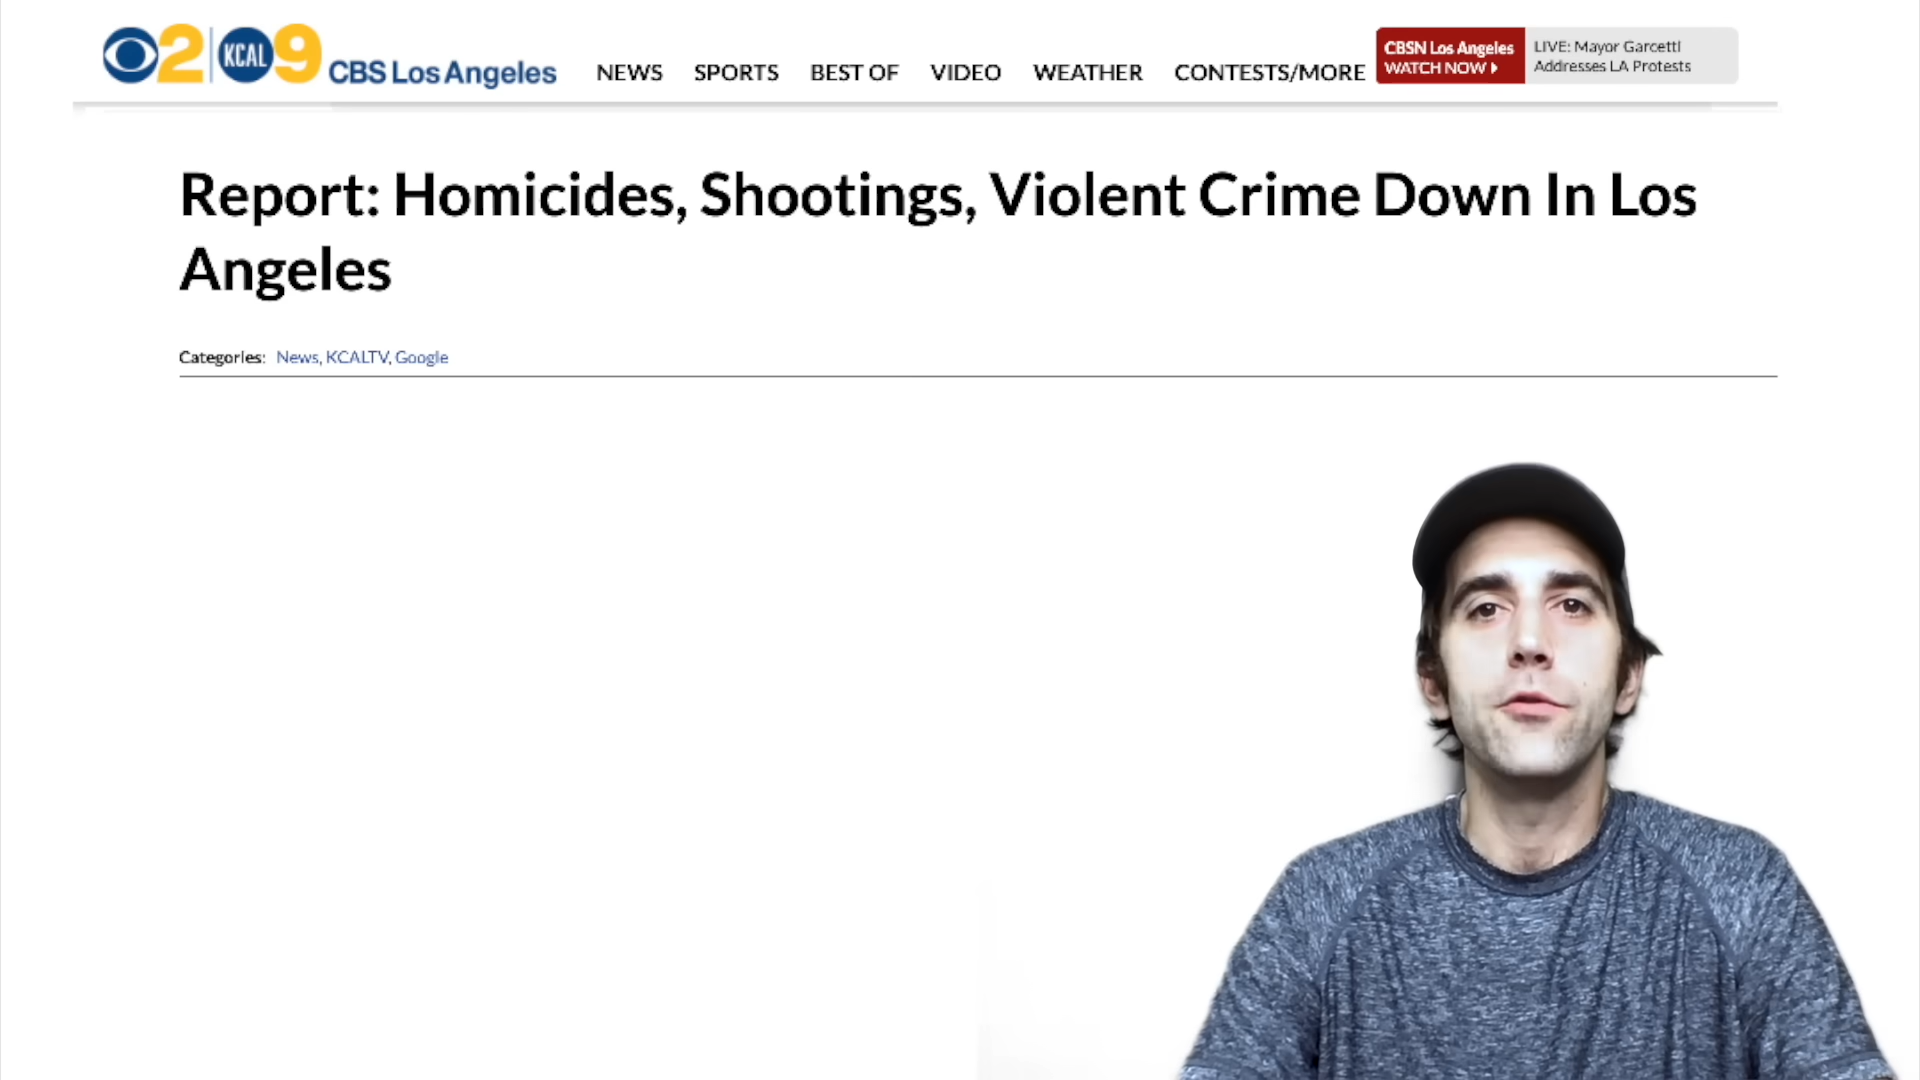 2 KCAL 9 CBS Los Angeles NEWS SPORTS BEST OF VIDEO WEATHER CONTESTS/MORE
CBSN Los Angeles
WATCH NOW
LIVE: Mayor Garcetti
Addresses LA Protests
Report: Homicides, Shootings, Violent Crime Down In Los
Angeles
Categories: News, KCALTV, Google